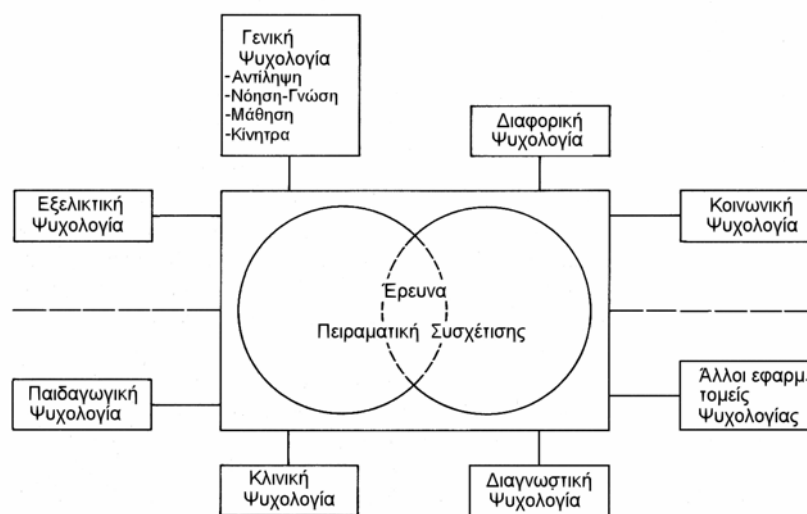 Γενική
Ψυχολογία
-Αντίληψη
-Νόηση-Γνώση
-Μάθηση
-Κίνητρα
Διαφορική
Ψυχολογία
Εξελικτική
Ψυχολογία
Κοινωνική
Ψυχολογία
Έρευνα
Πειραματική Συσχέτισης
Παιδαγωγική
Ψυχολογία
Άλλοι
τομείς
Ψυχολογίας
Κλινική
Ψυχολογία
Διαγνωστική
Ψυχολογία